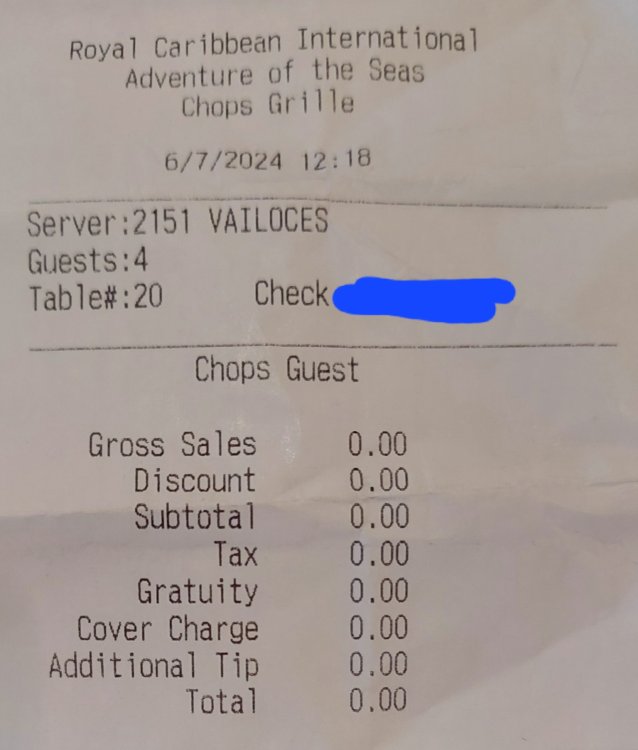 Royal Caribbean International
Adventure of the Seas
Chops Grille
6/7/2024 12:18
Server:2151 VAILOCES
Guests:4
Table#:20 Check
Chops Guest
Gross Sales 0.00
Discount 0.00
Subtotal 0.00
Tax 0.00
Gratuity 0.00
Cover Charge 0.00
Additional Tip 0.00
Total 0.00